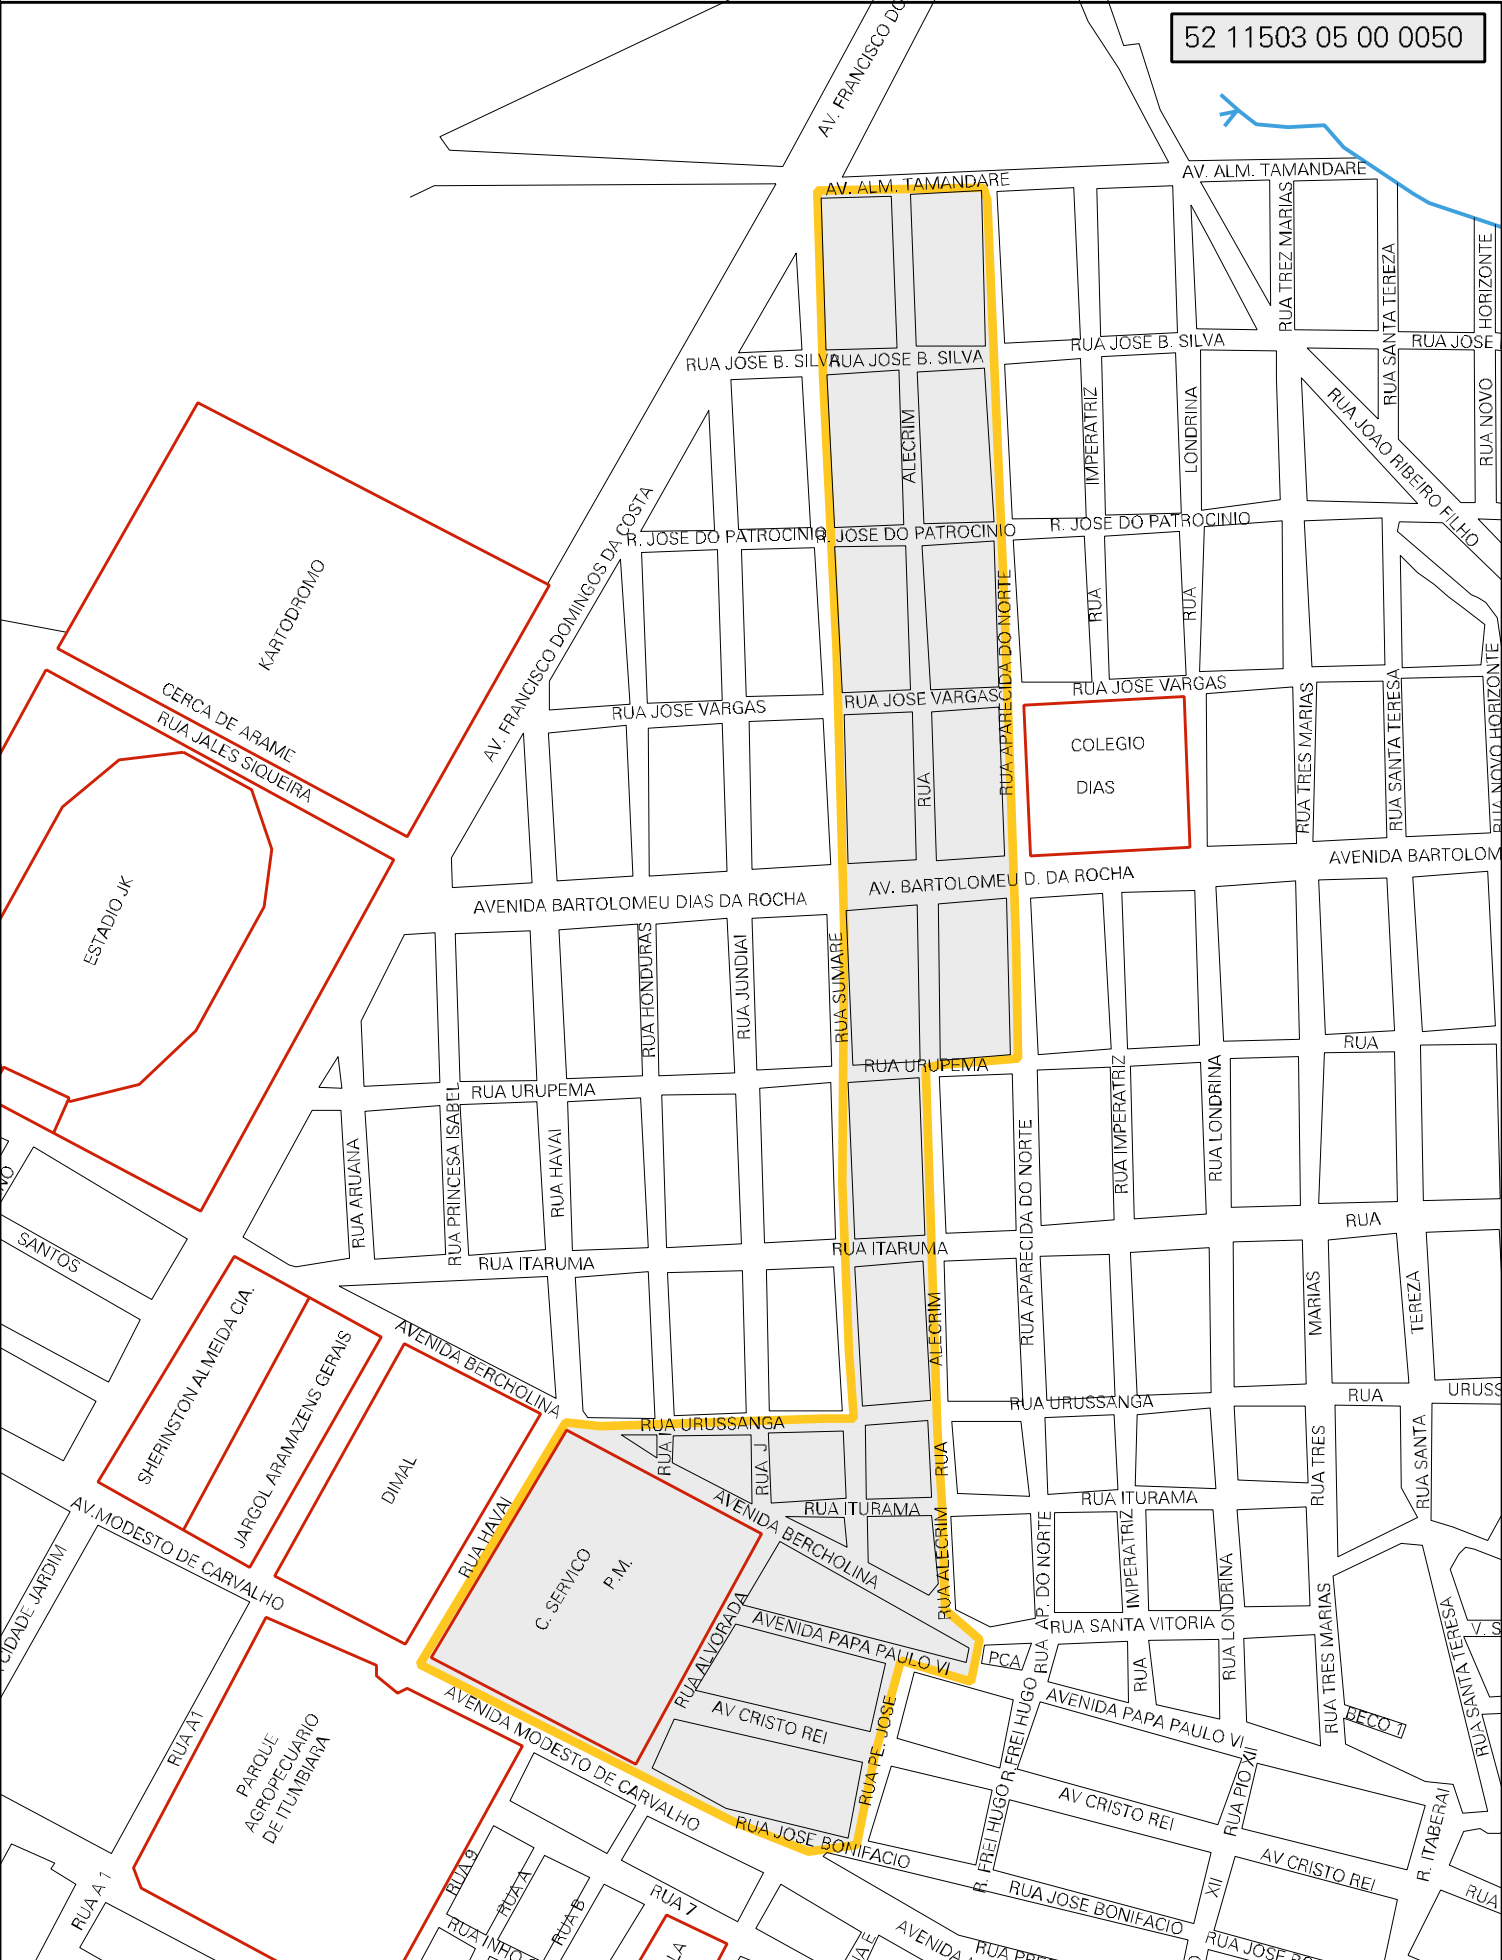 52 11503 05 00 0050
AV. FRANCISCO DO
AV. ALM. TAMANDARE
AV. ALM. TAMANDARE
RUA TREZ MARIAS
RUA SANTA TEREZA
HORIZONTE
RUA JOSE B. SILVA
RUA JOSE B. SILVA
RUA JOSE B. SILVA
RUA JOSE
ALECRIM
IMPERATRIZ
LONDRINA
RUA JOAO RIBEIRO FILHO
RUA NOVO
R. JOSE DO PATROCINIO
R. JOSE DO PATROCINIO
R. JOSE DO PATROCINIO
AV. FRANCISCO DOMINGOS DA COSTA
KARTODROMO
RUA APARECIDA DO NORTE
RUA
RUA
CERCA DE ARAME
RUA JALES SIQUEIRA
RUA JOSE VARGAS
RUA JOSE VARGAS
RUA JOSE VARGAS
RUA TRES MARIAS
RUA SANTA TERESA
RUA NOVO HORIZONTE
COLEGIO
DIAS
RUA
ESTADIO JK
AVENIDA BARTOLOMEU DIAS DA ROCHA
AV. BARTOLOMEU D. DA ROCHA
AVENIDA BARTOLOM
RUA HONDURAS
RUA JUNDIAI
RUA SUMARE
RUA
RUA URUPEMA
RUA URUPEMA
RUA ARUANA
RUA PRINCESA ISABEL
RUA HAVAI
RUA APARECIDA DO NORTE
RUA IMPERATRIZ
RUA LONDRINA
NO
SANTOS
RUA ITARUMA
RUA ITARUMA
RUA
SHERINSTON ALMEIDA CIA.
JARGOL ARAMAZENS GERAIS
AVENIDA BERCHOLINA
ALECRIM
MARIAS
TEREZA
DIMAL
RUA URUSSANGA
RUA URUSSANGA
RUA
URUSS
RUA
RUA J
RUA
RUA TRES
RUA SANTA
AV.MODESTO DE CARVALHO
RUA HAVAI
AVENIDA BERCHOLINA
RUA ITURAMA
RUA ITURAMA
CIDADE JARDIM
C. SERVICO
P.M.
RUA ALECRIM
RUA AP. DO NORTE
IMPERATRIZ
RUA
RUA LONDRINA
RUA TRES MARIAS
RUA SANTA TERESA
RUA ALVORADA
AVENIDA PAPA PAULO VI
RUA SANTA VITORIA
V. S
PCA
AVENIDA MODESTO DE CARVALHO
AV CRISTO REI
RUA PE. JOSE
R. FREI HUGO
R. FREI HUGO
AVENIDA PAPA PAULO VI
BECO 1
RUA A1
PARQUE
AGROPECUARIO
DE ITUMBIARA
AV CRISTO REI
RUA PIO XII
R. ITABERAI
RUA JOSE BONIFACIO
AV CRISTO REI
RUA A 1
RUA 9
RUA A
RUA B
RUA 7
RUA JOSE BONIFACIO
XII
RUA
RUA INHO
LA
AVENIDA
RUA PRE
RUA JOSE BO